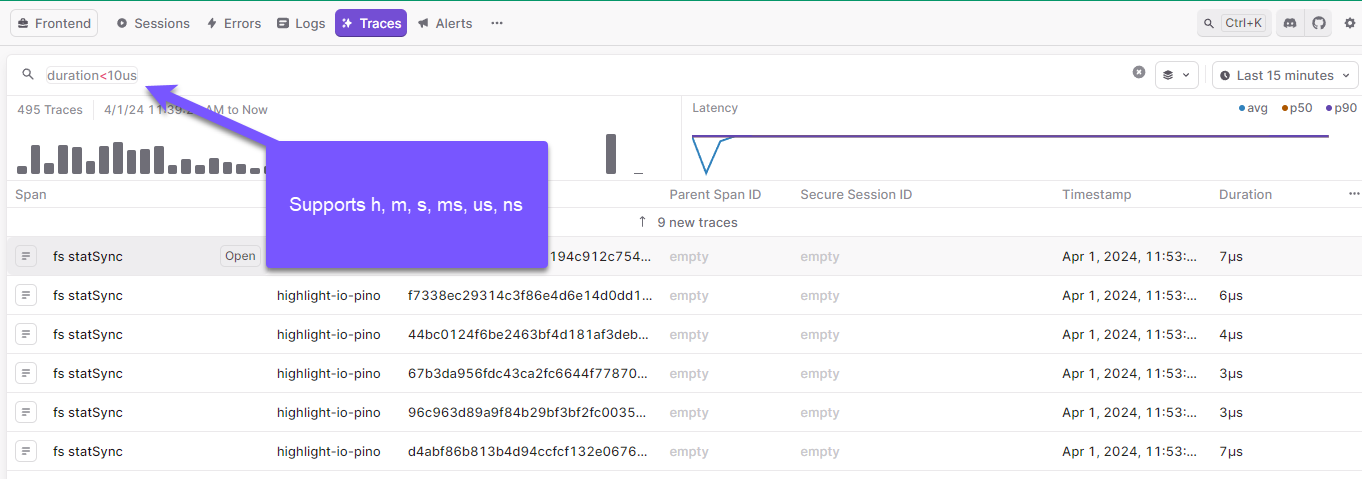 Frontend Sessions Errors Logs Traces Alerts ... Ctrl+K
duration<10us Last 15 minutes
495 Traces 4/1/24 11:39:2 AM to Now Latency avg p50 p90
Supports h, m, s, ms, us, ns
Span Parent Span ID Secure Session ID Timestamp Duration ...
↑ 9 new traces
fs statSync Open 194c912c754... empty empty Apr 1, 2024, 11:53:... 7µs
fs statSync highlight-io-pino f7338ec29314c3f86e4d6e14d0dd1... empty empty Apr 1, 2024, 11:53:... 6µs
fs statSync highlight-io-pino 44bc0124f6be2463bf4d181af3deb... empty empty Apr 1, 2024, 11:53:... 4µs
fs statSync highlight-io-pino 67b3da956fdc43ca2fc6644f77870... empty empty Apr 1, 2024, 11:53:... 3µs
fs statSync highlight-io-pino 96c963d89a9f84b29bf3bf2fc0035... empty empty Apr 1, 2024, 11:53:... 3µs
fs statSync highlight-io-pino d4abf86b813b4d94ccfcf132e0676... empty empty Apr 1, 2024, 11:53:... 7µs